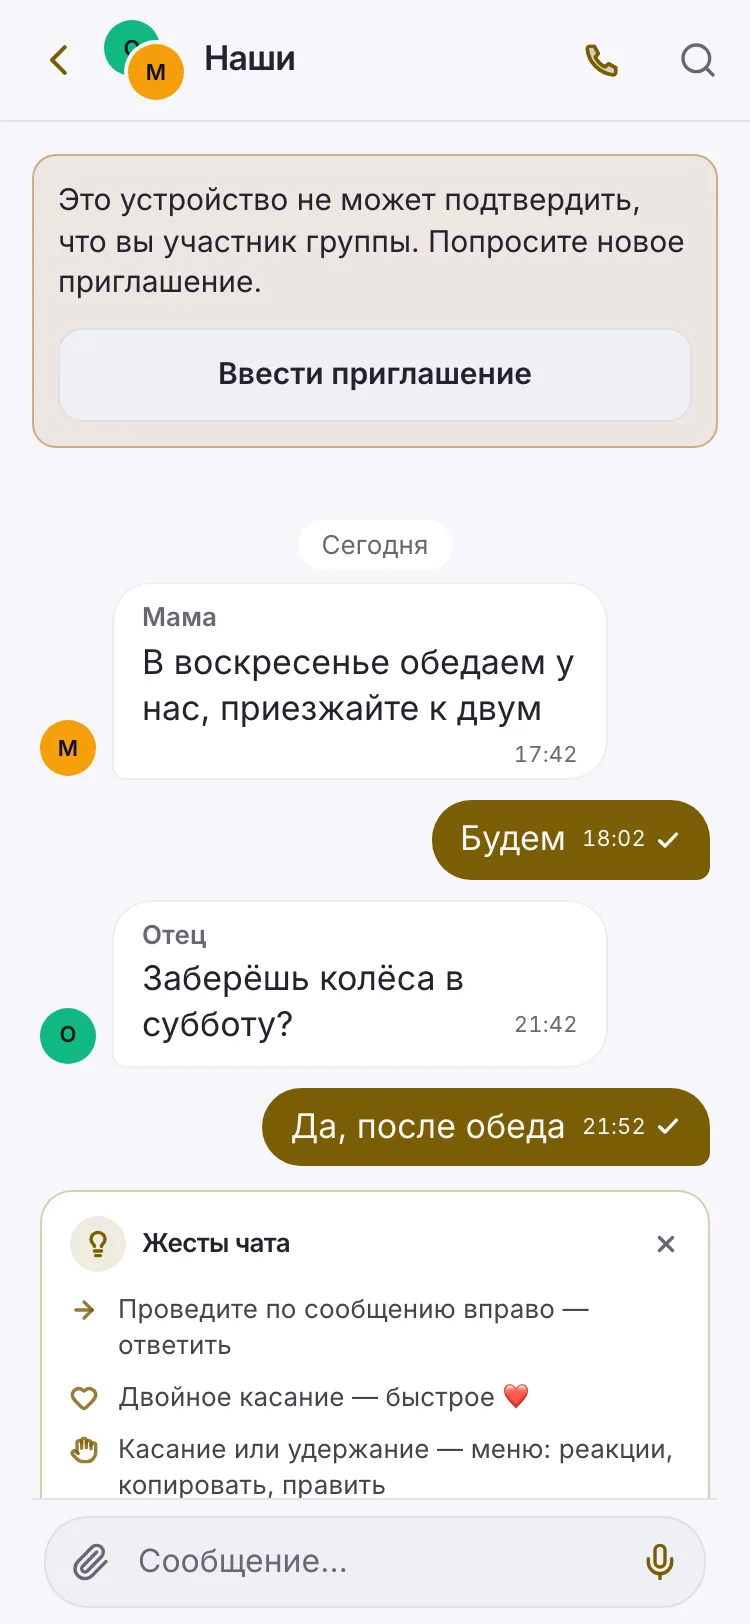 О
М
Наши
Это устройство не может подтвердить,
что вы участник группы. Попросите новое
приглашение.
Ввести приглашение
Сегодня
Мама
В воскресенье обедаем у
нас, приезжайте к двум
17:42
М
Будем 18:02
Отец
Заберёшь колёса в
субботу? 21:42
О
Да, после обеда 21:52
Жесты чата
Проведите по сообщению вправо —
ответить
Двойное касание — быстрое ❤️
Касание или удержание — меню: реакции,
копировать, править
Сообщение...